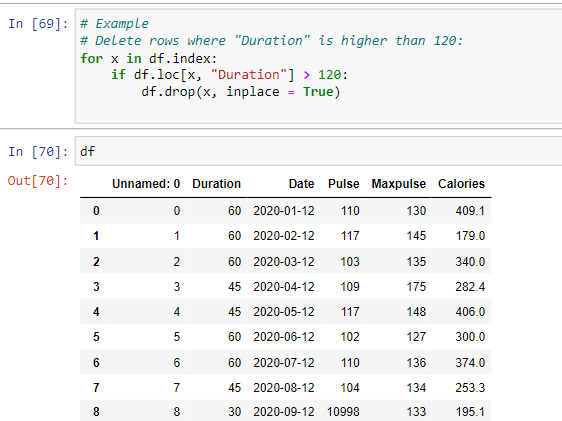 In [69]: # Example
# Delete rows where "Duration" is higher than 120:
for x in df.index:
    if df.loc[x, "Duration"] > 120:
        df.drop(x, inplace = True)
In [70]: df
Out[70]:
Unnamed: 0 Duration Date Pulse Maxpulse Calories
0 0 60 2020-01-12 110 130 409.1
1 1 60 2020-02-12 117 145 179.0
2 2 60 2020-03-12 103 135 340.0
3 3 45 2020-04-12 109 175 282.4
4 4 45 2020-05-12 117 148 406.0
5 5 60 2020-06-12 102 127 300.0
6 6 60 2020-07-12 110 136 374.0
7 7 45 2020-08-12 104 134 253.3
8 8 30 2020-09-12 10998 133 195.1